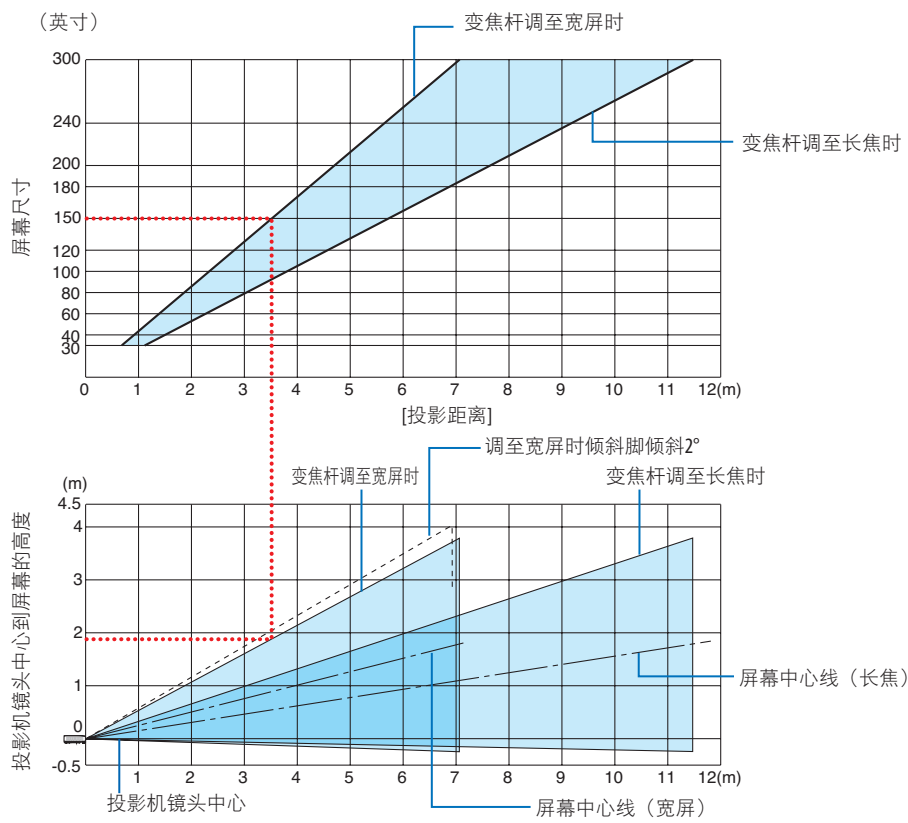 （英寸）
变焦杆调至宽屏时
300
240
200
180
150
120
100
80
60
40
30
屏幕尺寸
变焦杆调至长焦时
0 1 2 3 4 5 6 7 8 9 10 11 12(m)
[投影距离]
调至宽屏时倾斜脚倾斜2°
变焦杆调至宽屏时
变焦杆调至长焦时
(m)
4.5
4
3
2
1
0
-0.5
投影机镜头中心到屏幕的高度
屏幕中心线（长焦）
1 2 3 4 5 6 7 8 9 10 11 12(m)
投影机镜头中心
屏幕中心线（宽屏）